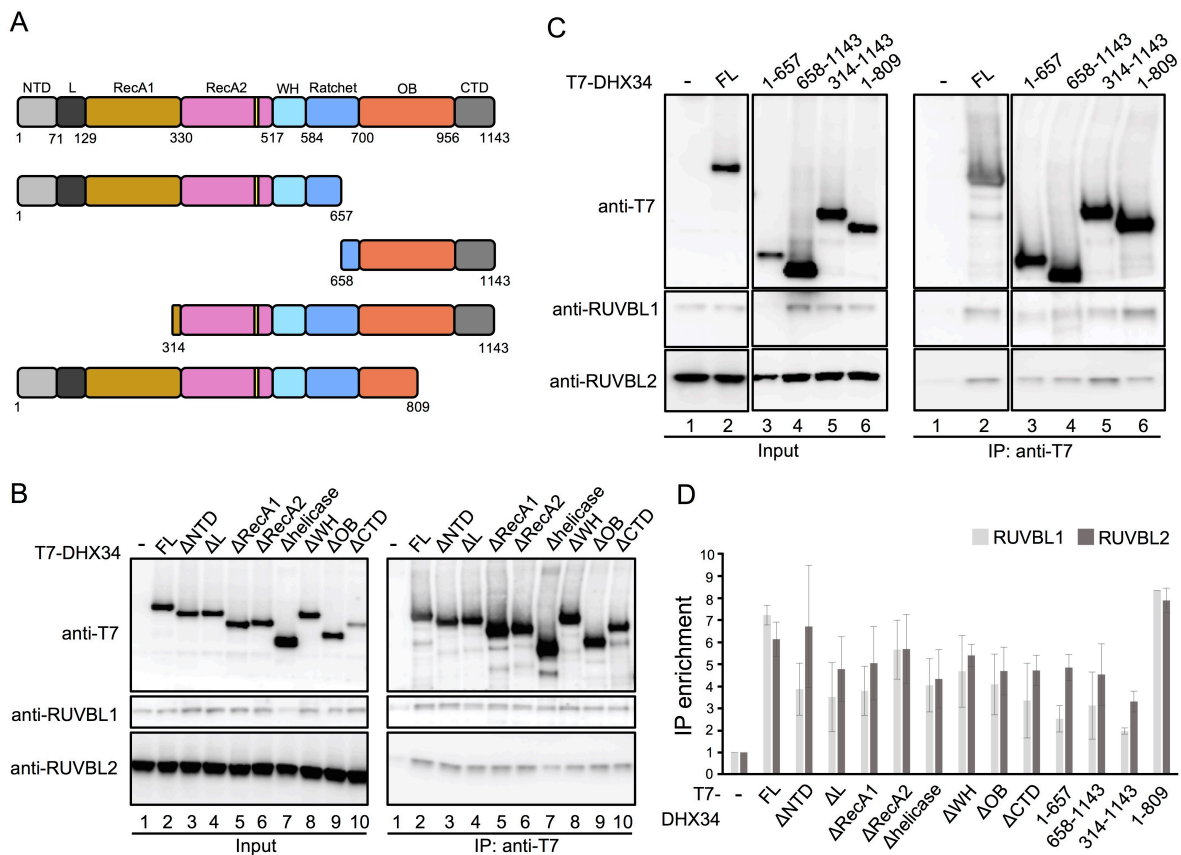 A
NTD L RecA1 RecA2 WH Ratchet OB CTD
1 71 129 330 517 584 700 956 1143
1 657
658 1143
314 1143
1 809
B
T7-DHX34
- FL ΔNTD ΔL ΔRecA1 ΔRecA2 Δhelicase ΔWH ΔOB ΔCTD
- FL ΔNTD ΔL ΔRecA1 ΔRecA2 Δhelicase ΔWH ΔOB ΔCTD
anti-T7
anti-RUVBL1
anti-RUVBL2
1 2 3 4 5 6 7 8 9 10
1 2 3 4 5 6 7 8 9 10
Input
IP: anti-T7
C
T7-DHX34
- FL 1-657 658-1143 314-1143 1-809
- FL 1-657 658-1143 314-1143 1-809
anti-T7
anti-RUVBL1
anti-RUVBL2
1 2 3 4 5 6
1 2 3 4 5 6
Input
IP: anti-T7
D
RUVBL1 RUVBL2
IP enrichment
10
9
8
7
6
5
4
3
2
1
0
T7-
DHX34
- FL ΔNTD ΔL ΔRecA1 ΔRecA2 Δhelicase ΔWH ΔOB ΔCTD 1-657 658-1143 314-1143 1-809